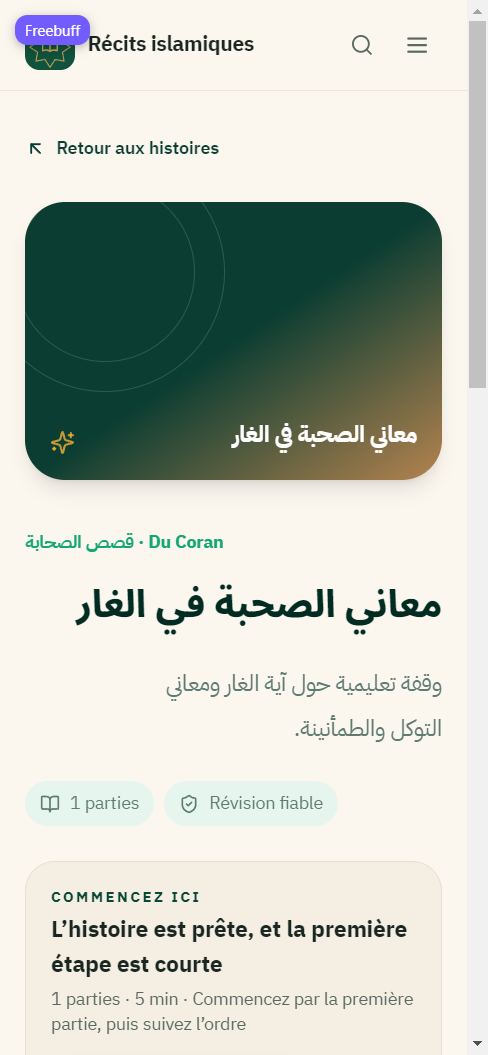 Freebuff
Récits islamiques
Retour aux histoires
معاني الصحبة في الغار
قصص الصحابة · Du Coran
معاني الصحبة في الغار
وقفة تعليمية حول آية الغار ومعاني
التوكل والطمأنينة.
1 parties
Révision fiable
COMMENCEZ ICI
L’histoire est prête, et la première
étape est courte
1 parties · 5 min · Commencez par la première
partie, puis suivez l’ordre